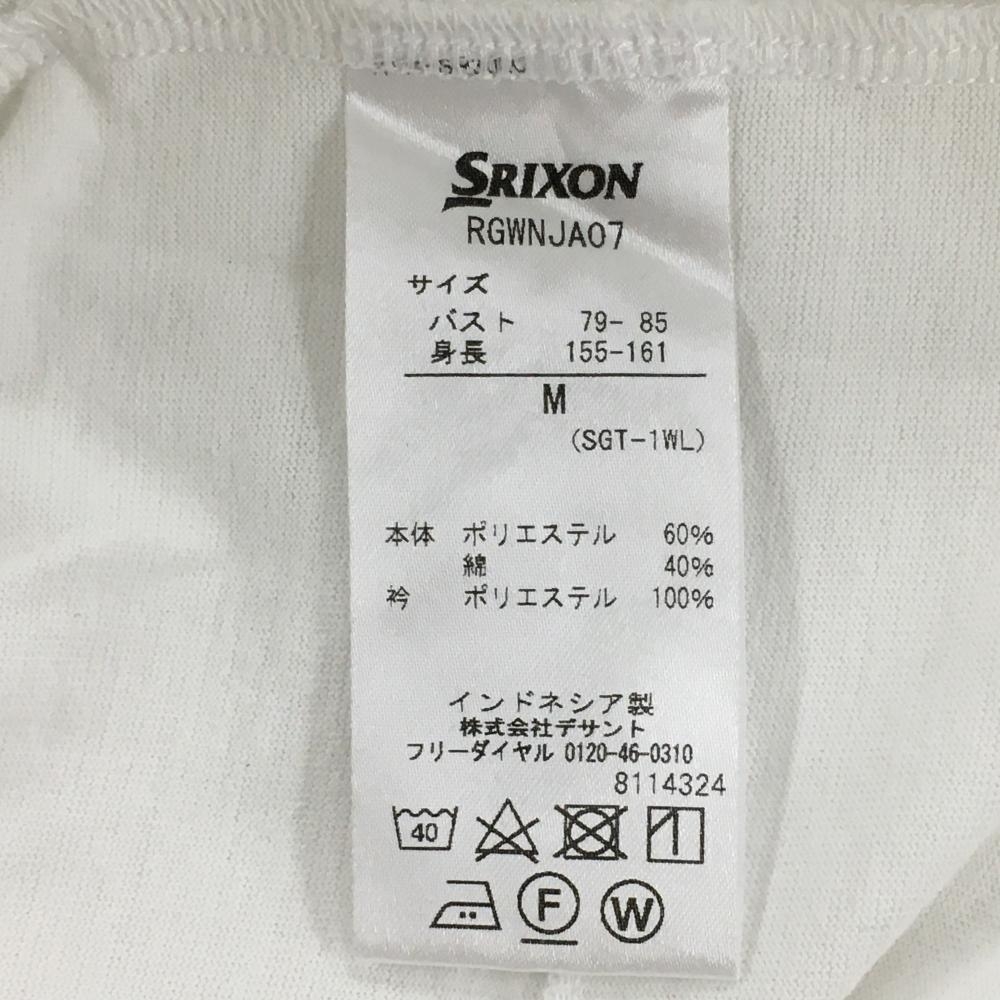 SRIXON
RGWNJA07
サイズ
バスト 79- 85
身長 155-161
M
(SGT-1WL)
本体 ポリエステル 60%
綿 40%
衿 ポリエステル 100%
インドネシア製
株式会社デサント
フリーダイヤル 0120-46-0310
8114324
40
F W